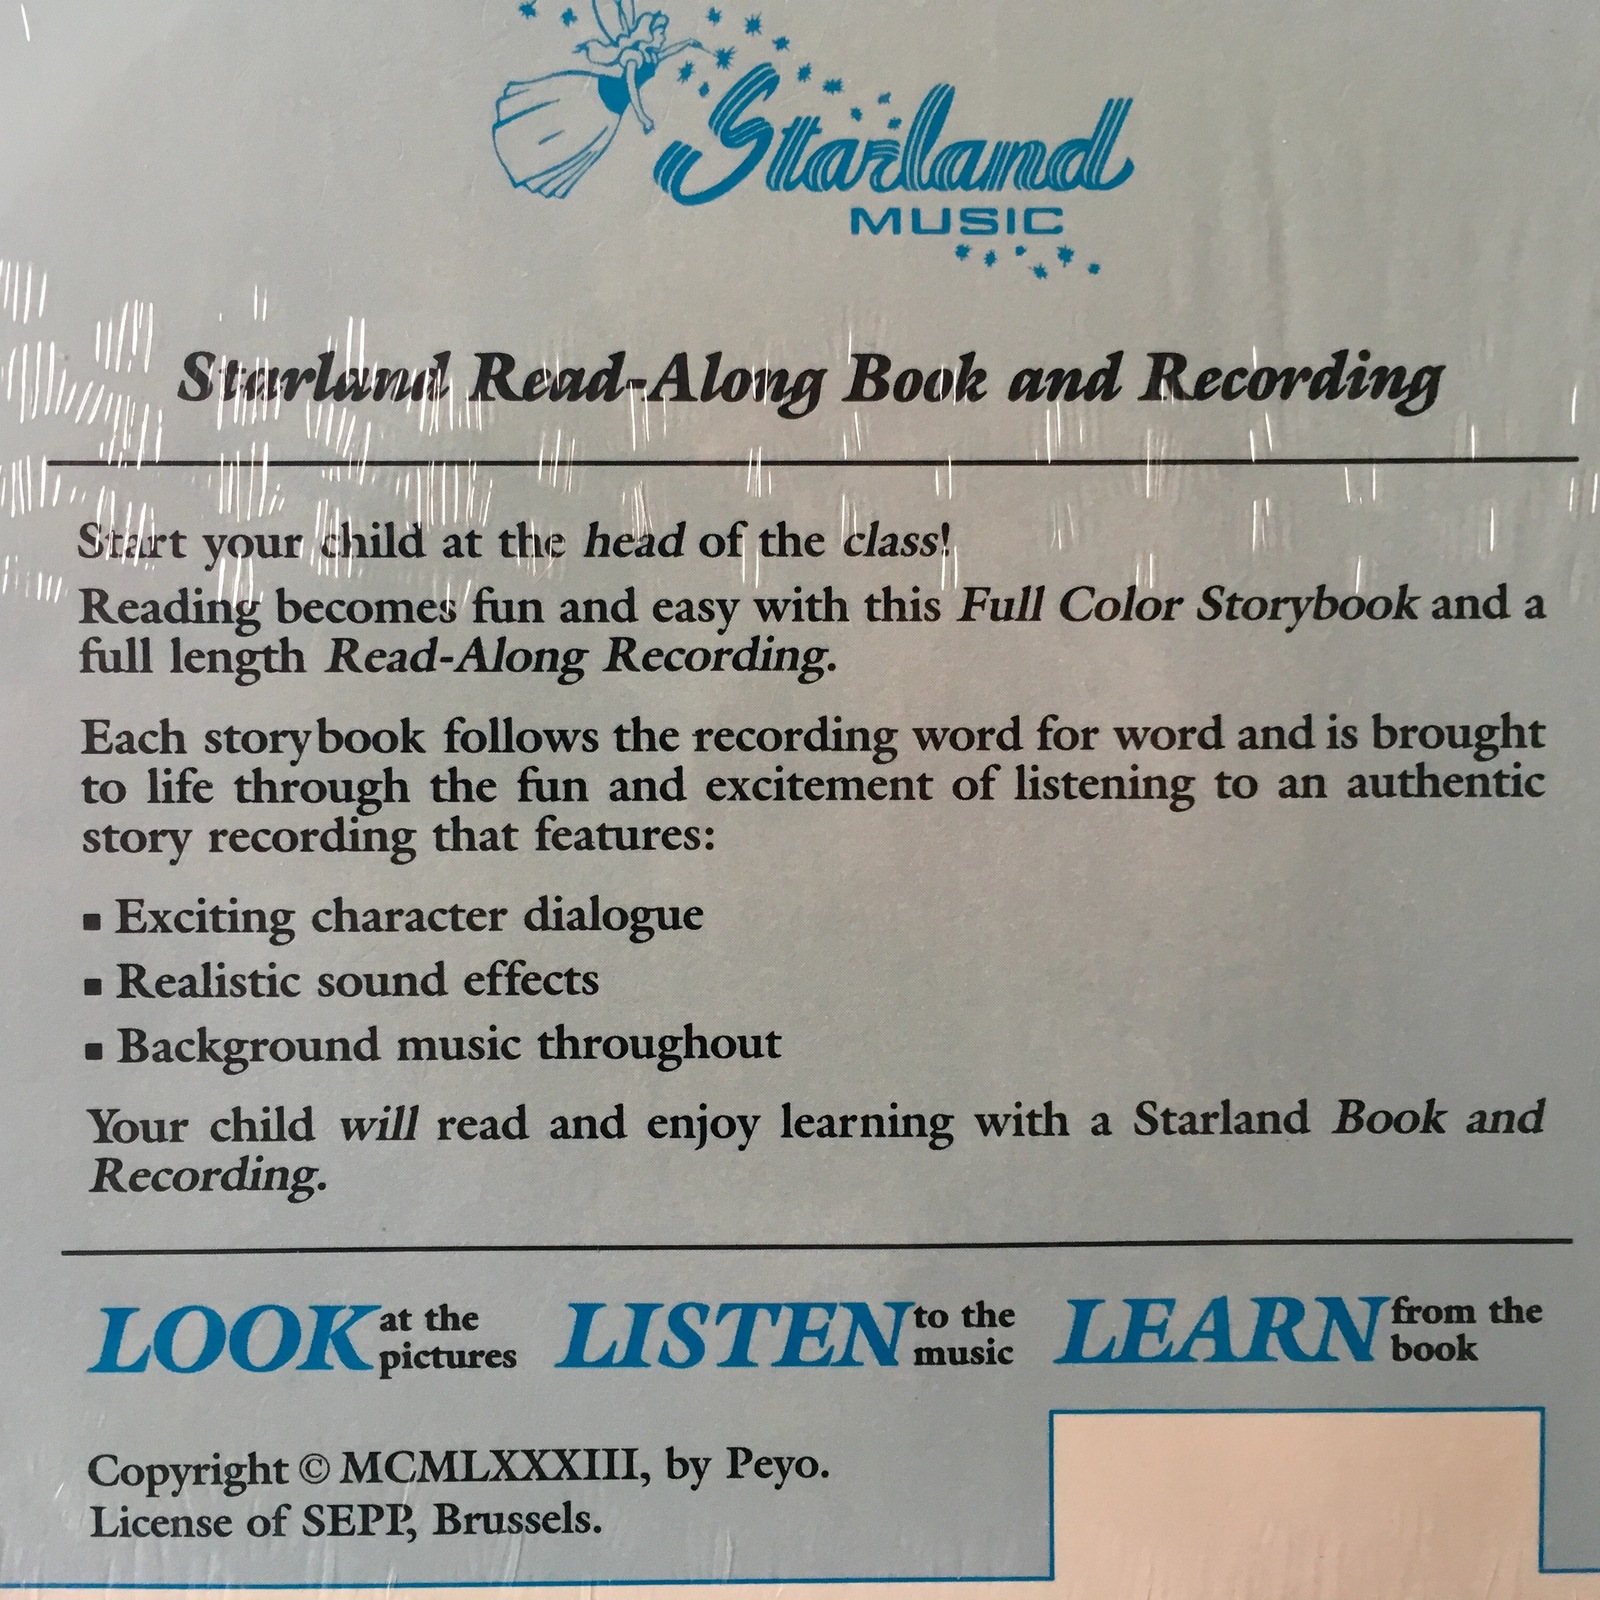 Starland
MUSIC
Starland Read-Along Book and Recording
Start your child at the head of the class!
Reading becomes fun and easy with this Full Color Storybook and a
full length Read-Along Recording.
Each storybook follows the recording word for word and is brought
to life through the fun and excitement of listening to an authentic
story recording that features:
▪ Exciting character dialogue
▪ Realistic sound effects
▪ Background music throughout
Your child will read and enjoy learning with a Starland Book and
Recording.
LOOK at the pictures LISTEN to the music LEARN from the book
Copyright © MCMLXXXIII, by Peyo.
License of SEPP, Brussels.